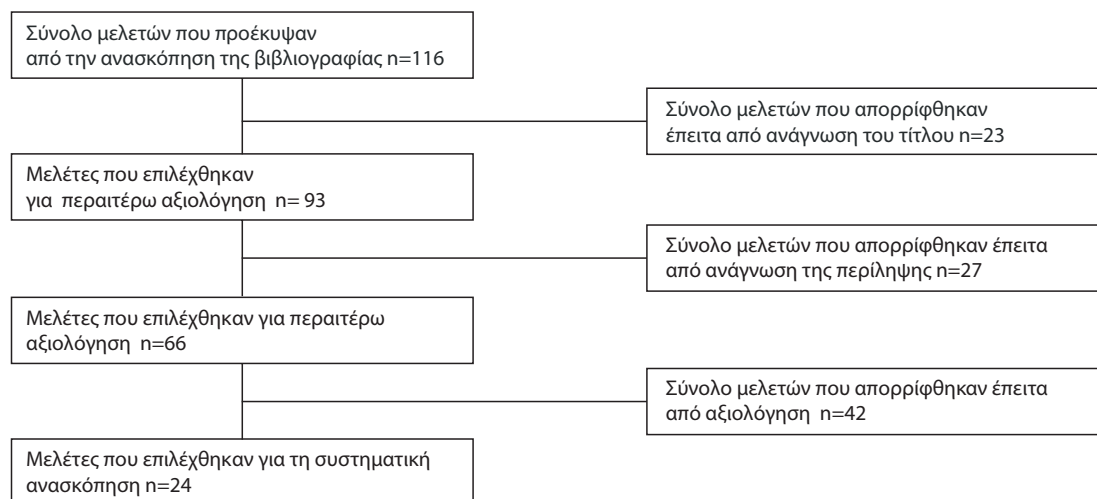 Σύνολο μελετών που προέκυψαν
από την ανασκόπηση της βιβλιογραφίας n=116
Σύνολο μελετών που απορρίφθηκαν
έπειτα από ανάγνωση του τίτλου n=23
Μελέτες που επιλέχθηκαν
για περαιτέρω αξιολόγηση n= 93
Σύνολο μελετών που απορρίφθηκαν έπειτα
από ανάγνωση της περίληψης n=27
Μελέτες που επιλέχθηκαν για περαιτέρω
αξιολόγηση n=66
Σύνολο μελετών που απορρίφθηκαν έπειτα
από αξιολόγηση n=42
Μελέτες που επιλέχθηκαν για τη συστηματική
ανασκόπηση n=24